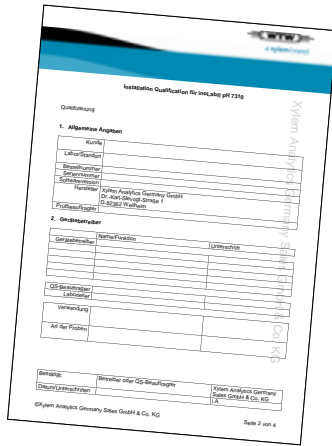 WTW
a xylem brand
Installation Qualification für inoLab® pH 7310
Qualifizierung
1. Allgemeine Angaben
Kunde
Labor/Standort
Bestellnummer
Seriennummer
Softwareversion
Hersteller Xylem Analytics Germany GmbH
Dr.-Karl-Slevogt-Straße 1
D-82362 Weilheim
Prüfbeauftragter
2. Gerätebetreiber
Gerätebetreiber Name/Funktion Unterschrift
QS-Beauftragter
Laborleiter
Verwendung
Art der Proben
Bestätigt: Betreiber oder QS-Beauftragter Xylem Analytics Germany
Sales GmbH & Co. KG
Datum/Unterschriften i.A.
©Xylem Analytics Germany Sales GmbH & Co. KG Seite 2 von 4
Xylem Analytics Germany Sales GmbH & Co. KG